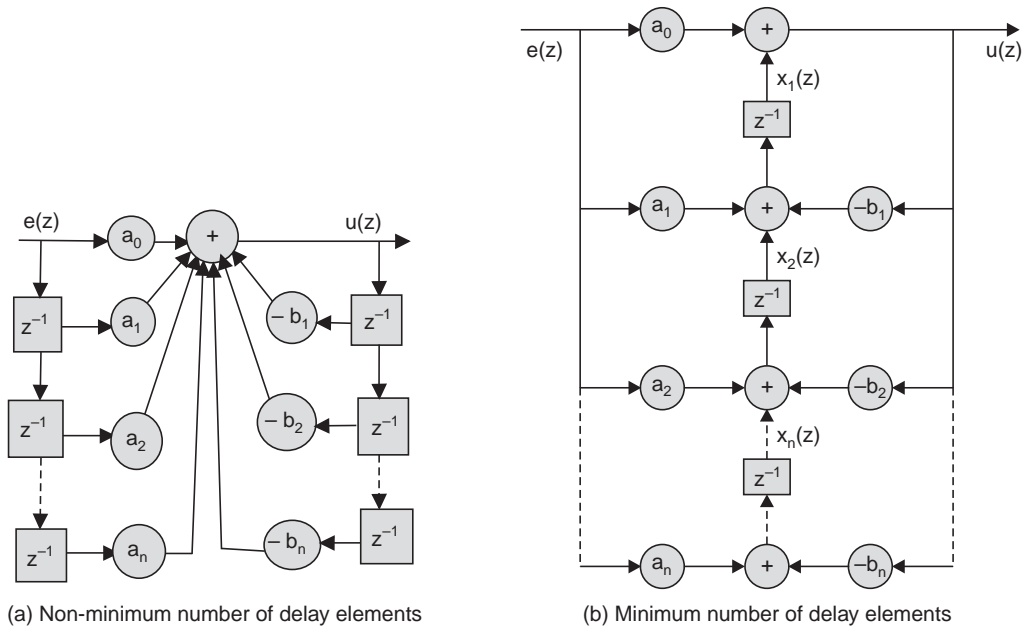 e(z)
a₀
+
u(z)
z⁻¹
a₁
– b₁
z⁻¹
z⁻¹
a₂
– b₂
z⁻¹
z⁻¹
aₙ
– bₙ
z⁻¹
(a) Non-minimum number of delay elements
e(z)
a₀
+
u(z)
x₁(z)
z⁻¹
a₁
+
–b₁
x₂(z)
z⁻¹
a₂
+
–b₂
xₙ(z)
z⁻¹
aₙ
+
–bₙ
(b) Minimum number of delay elements